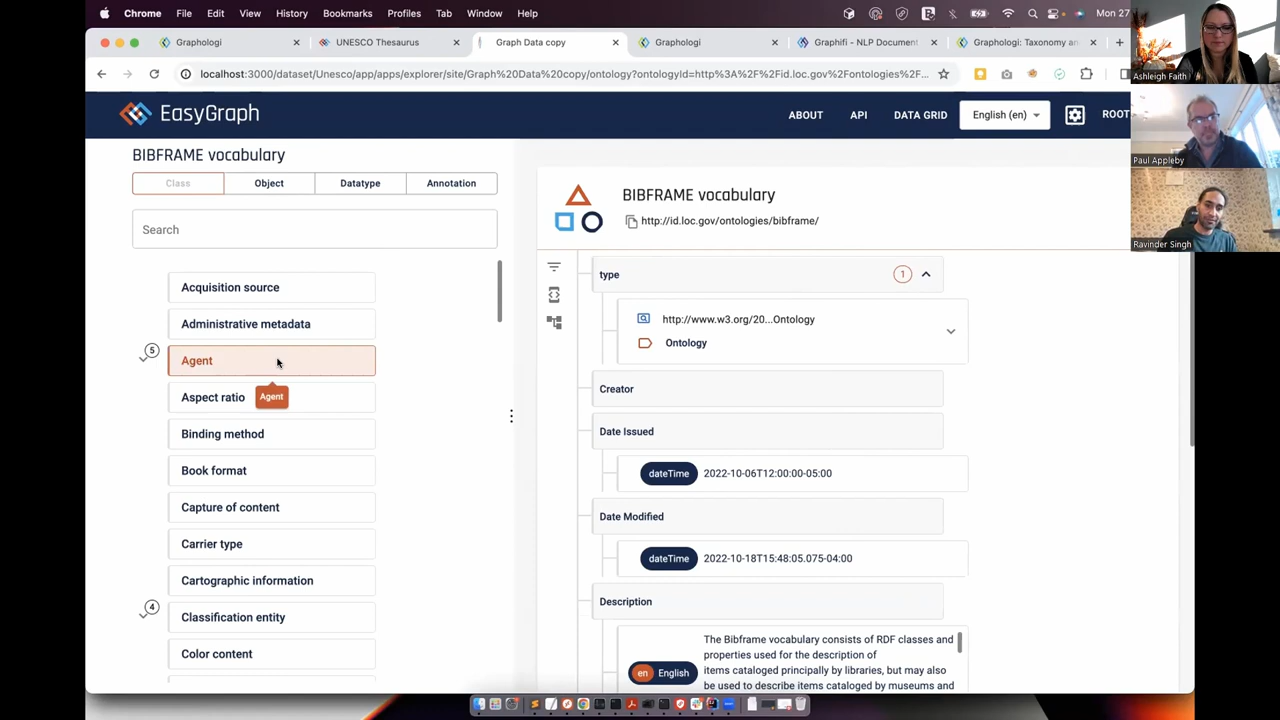 Chrome File Edit View History Bookmarks Profiles Tab Window Help Mon 27
Graphologi UNESCO Thesaurus Graph Data copy Graphologi Graphifi - NLP Document Graphologi: Taxonomy an
localhost:3000/dataset/Unesco/app/apps/explorer/site/Graph%20Data%20copy/ontology?ontologyId=http%3A%2F%2Fid.loc.gov%2Fontologies%2F...
EasyGraph ABOUT API DATA GRID English (en) ROOT
BIBFRAME vocabulary
Class Object Datatype Annotation
Search
Acquisition source
Administrative metadata
5
Agent
Aspect ratio
Agent
Binding method
Book format
Capture of content
Carrier type
Cartographic information
4
Classification entity
Color content
BIBFRAME vocabulary
http://id.loc.gov/ontologies/bibframe/
type 1
http://www.w3.org/20...Ontology
Ontology
Creator
Date Issued
dateTime 2022-10-06T12:00:00-05:00
Date Modified
dateTime 2022-10-18T15:48:05.075-04:00
Description
The Bibframe vocabulary consists of RDF classes and
properties used for the description of
items cataloged principally by libraries, but may also
en English be used to describe items cataloged by museums and
Ashleigh Faith
Paul Appleby
Ravinder Singh